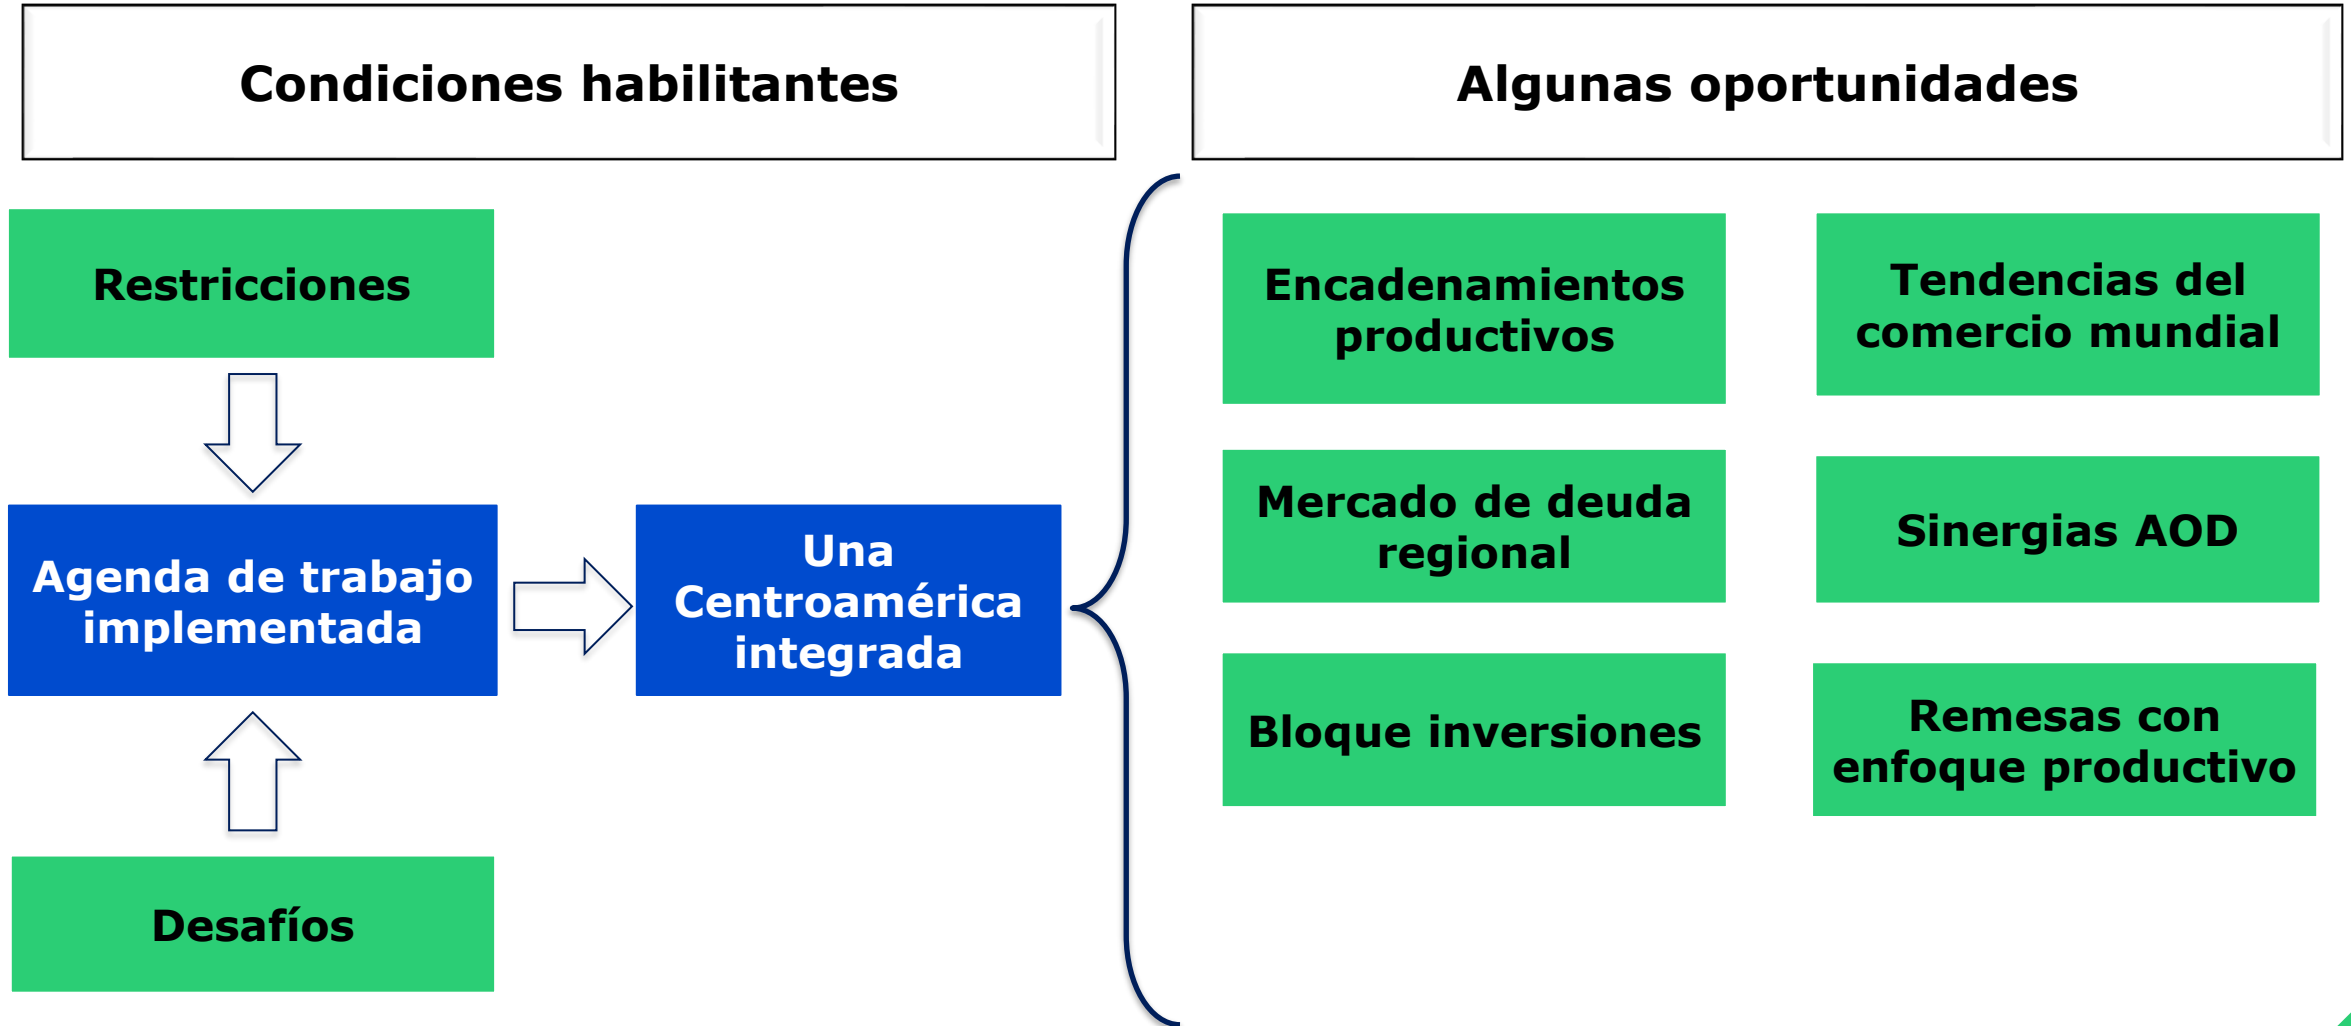 Condiciones habilitantes
Algunas oportunidades
Restricciones
Agenda de trabajo
implementada
Desafíos
Una
Centroamérica
integrada
Encadenamientos
productivos
Tendencias del
comercio mundial
Mercado de deuda
regional
Sinergias AOD
Bloque inversiones
Remesas con
enfoque productivo